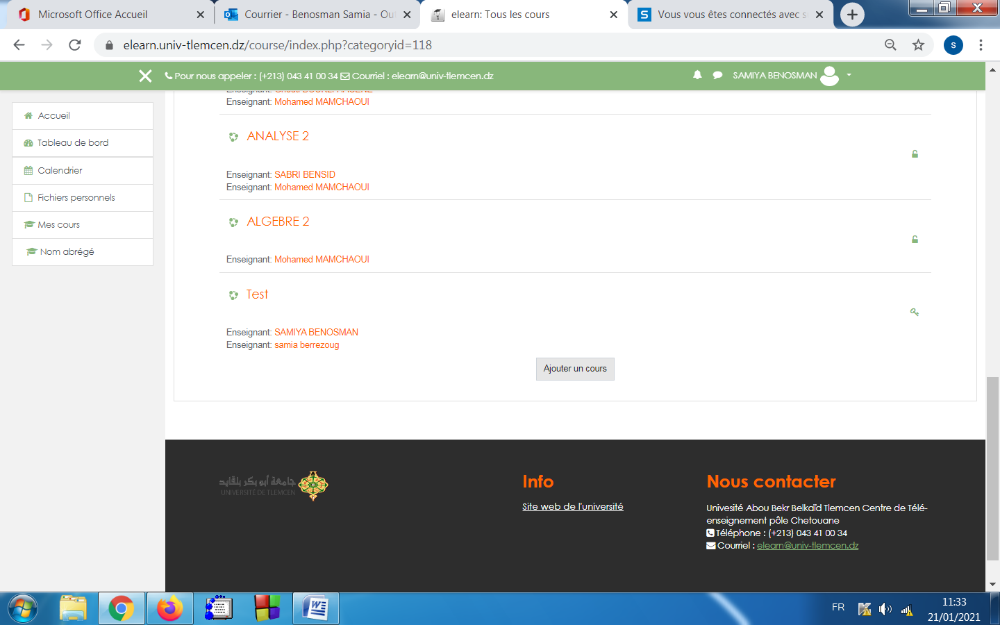 Microsoft Office Accueil
Courrier - Benosman Samia - Out
elearn: Tous les cours
Vous vous êtes connectés avec s
elearn.univ-tlemcen.dz/course/index.php?categoryid=118
s
Pour nous appeler : (+213) 043 41 00 34 Courriel : elearn@univ-tlemcen.dz
SAMIYA BENOSMAN
Accueil
Tableau de bord
Calendrier
Fichiers personnels
Mes cours
Nom abrégé
Enseignant: Mohamed MAMCHAOUI
ANALYSE 2
Enseignant: SABRI BENSID
Enseignant: Mohamed MAMCHAOUI
ALGEBRE 2
Enseignant: Mohamed MAMCHAOUI
Test
Enseignant: SAMIYA BENOSMAN
Enseignant: samia berrezoug
Ajouter un cours
جامعة أبو بكر بلقايد
UNIVERSITÉ DE TLEMCEN
Info
Site web de l'université
Nous contacter
Univesité Abou Bekr Belkaïd Tlemcen Centre de Télé-
enseignement pôle Chetouane
Téléphone : (+213) 043 41 00 34
Courriel : elearn@univ-tlemcen.dz
FR
11:33
21/01/2021